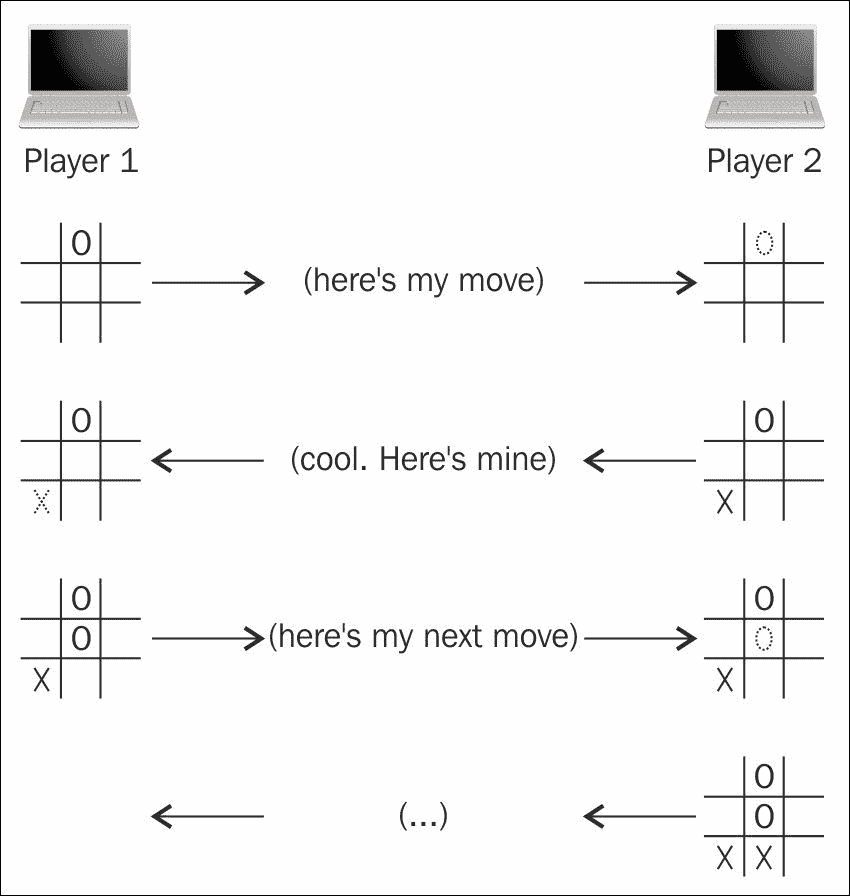 Player 1 Player 2
O O
(here's my move)
O O
(cool. Here's mine)
X X
O O
O (here's my next move) O
X X
O
(...) O
X X